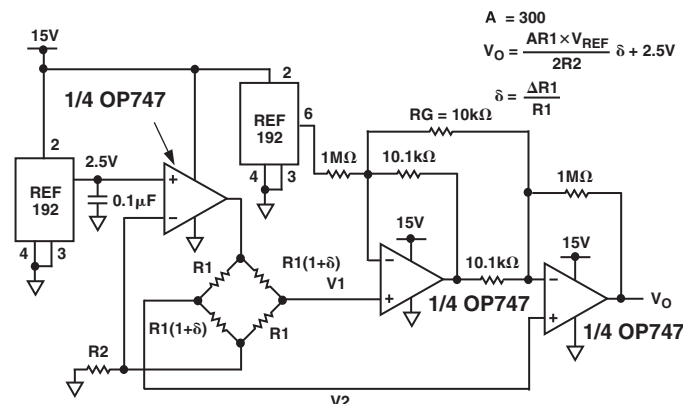 A = 300
V_O = AR1 × V_REF / 2R2 δ + 2.5V
δ = ΔR1 / R1
15V
1/4 OP747
2
REF
192
6
4
3
RG = 10kΩ
1MΩ
10.1kΩ
1MΩ
2
2.5V
REF
192
0.1μF
4
3
+
−
15V
15V
R1
R1(1+δ)
V1
−
+
10.1kΩ
−
+
V_O
1/4 OP747
1/4 OP747
R1(1+δ)
R1
R2
V2